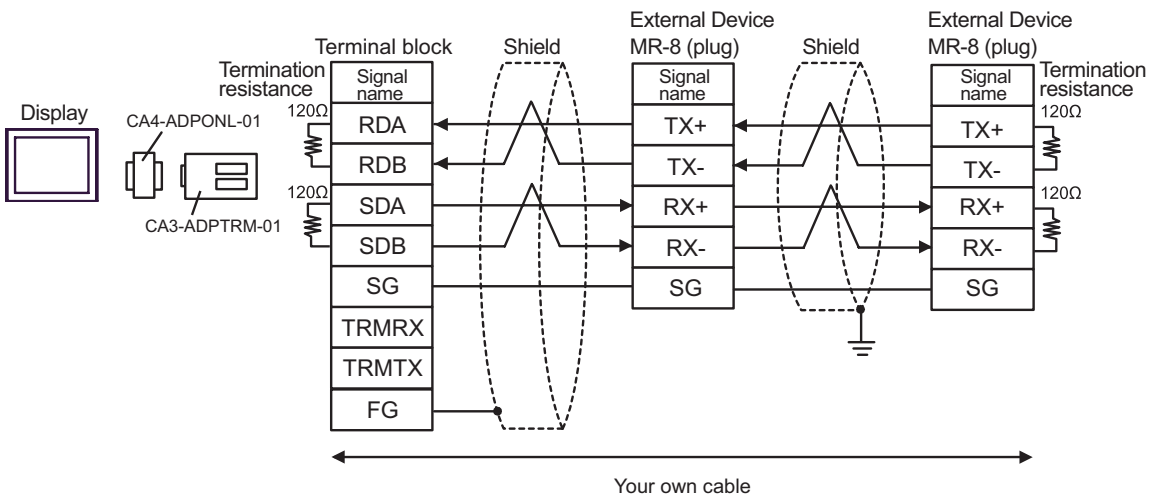 External Device
MR-8 (plug)
External Device
MR-8 (plug)
Terminal block
Shield
Shield
Termination
resistance
Termination
resistance
Display
CA4-ADPONL-01
CA3-ADPTRM-01
120Ω
120Ω
Signal
name
RDA
RDB
SDA
SDB
SG
TRMRX
TRMTX
FG
Signal
name
TX+
TX-
RX+
RX-
SG
Signal
name
TX+
TX-
RX+
RX-
SG
120Ω
120Ω
Your own cable